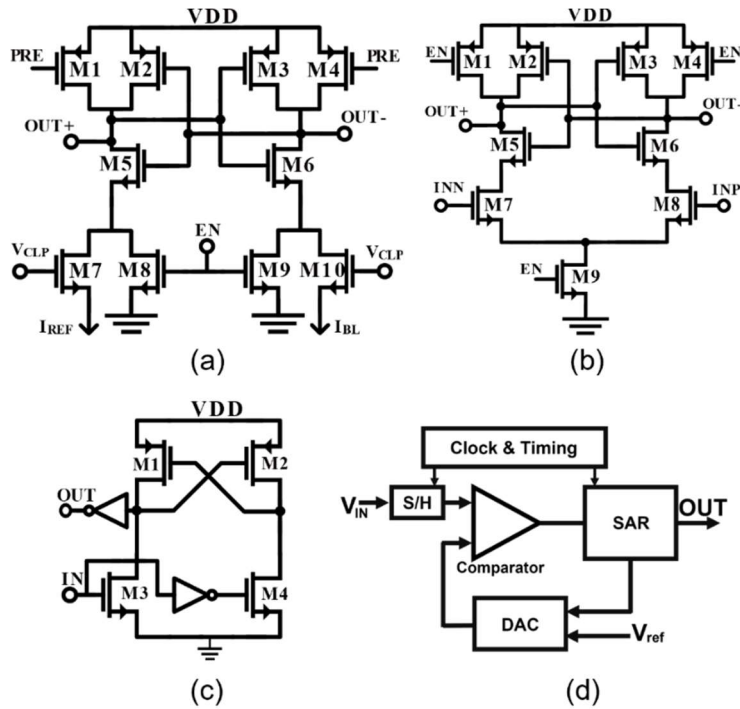 VDD
PRE M1 M2 M3 M4 PRE
OUT+ OUT-
M5 M6
EN
VCLP M7 M8 M9 M10 VCLP
IREF IBL
(a)
VDD
EN M1 M2 M3 M4 EN
OUT+ OUT-
M5 M6
INN M7 M8 INP
EN M9
(b)
VDD
M1 M2
OUT
IN M3 M4
(c)
Clock & Timing
VIN S/H SAR OUT
Comparator
DAC
Vref
(d)